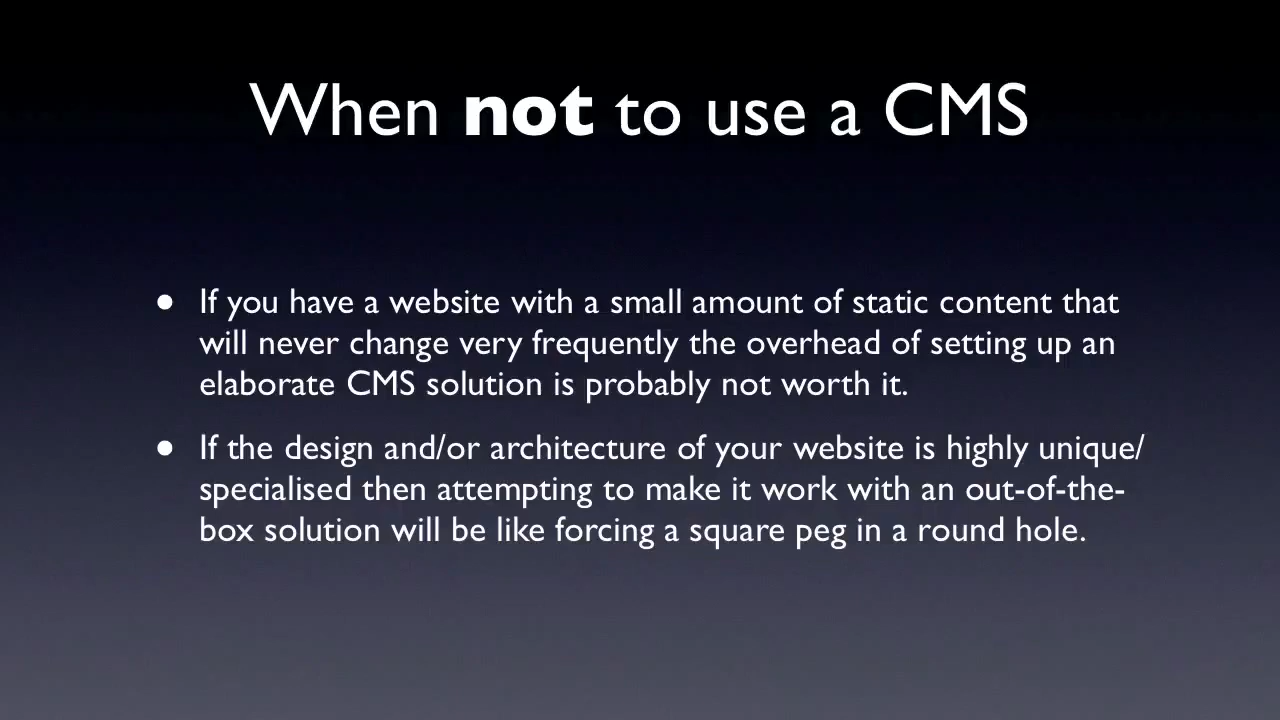 When not to use a CMS
• If you have a website with a small amount of static content that
will never change very frequently the overhead of setting up an
elaborate CMS solution is probably not worth it.
• If the design and/or architecture of your website is highly unique/
specialised then attempting to make it work with an out-of-the-
box solution will be like forcing a square peg in a round hole.